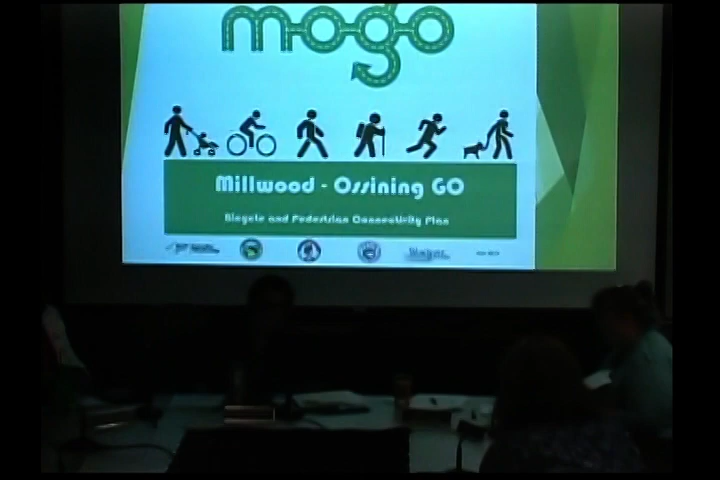 mogo
Millwood - Ossining GO
Bicycle and Pedestrian Connectivity Plan